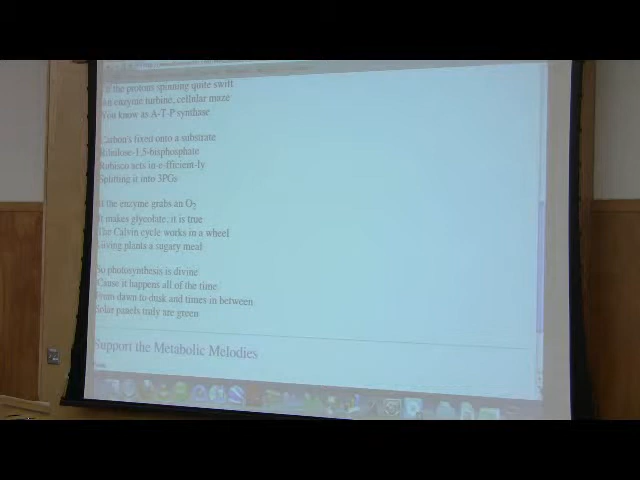 the protons spinning quite swift
An enzyme turbine, cellular maze
You know as A-T-P synthase
Carbon's fixed onto a substrate
Ribulose-1,5-bisphosphate
Rubisco acts in-e-fficient-ly
Splitting it into 3PGs
If the enzyme grabs an O2
It makes glycolate, it is true
The Calvin cycle works in a wheel
Giving plants a sugary meal
So photosynthesis is divine
'Cause it happens all of the time
From dawn to dusk and times in between
Solar panels truly are green
Support the Metabolic Melodies